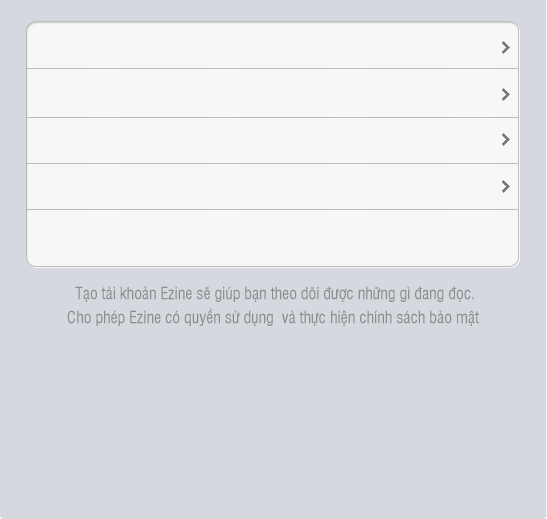 Tạo tài khoản Ezine sẽ giúp bạn theo dõi được những gì đang đọc.
Cho phép Ezine có quyền sử dụng  và thực hiện chính sách bảo mật